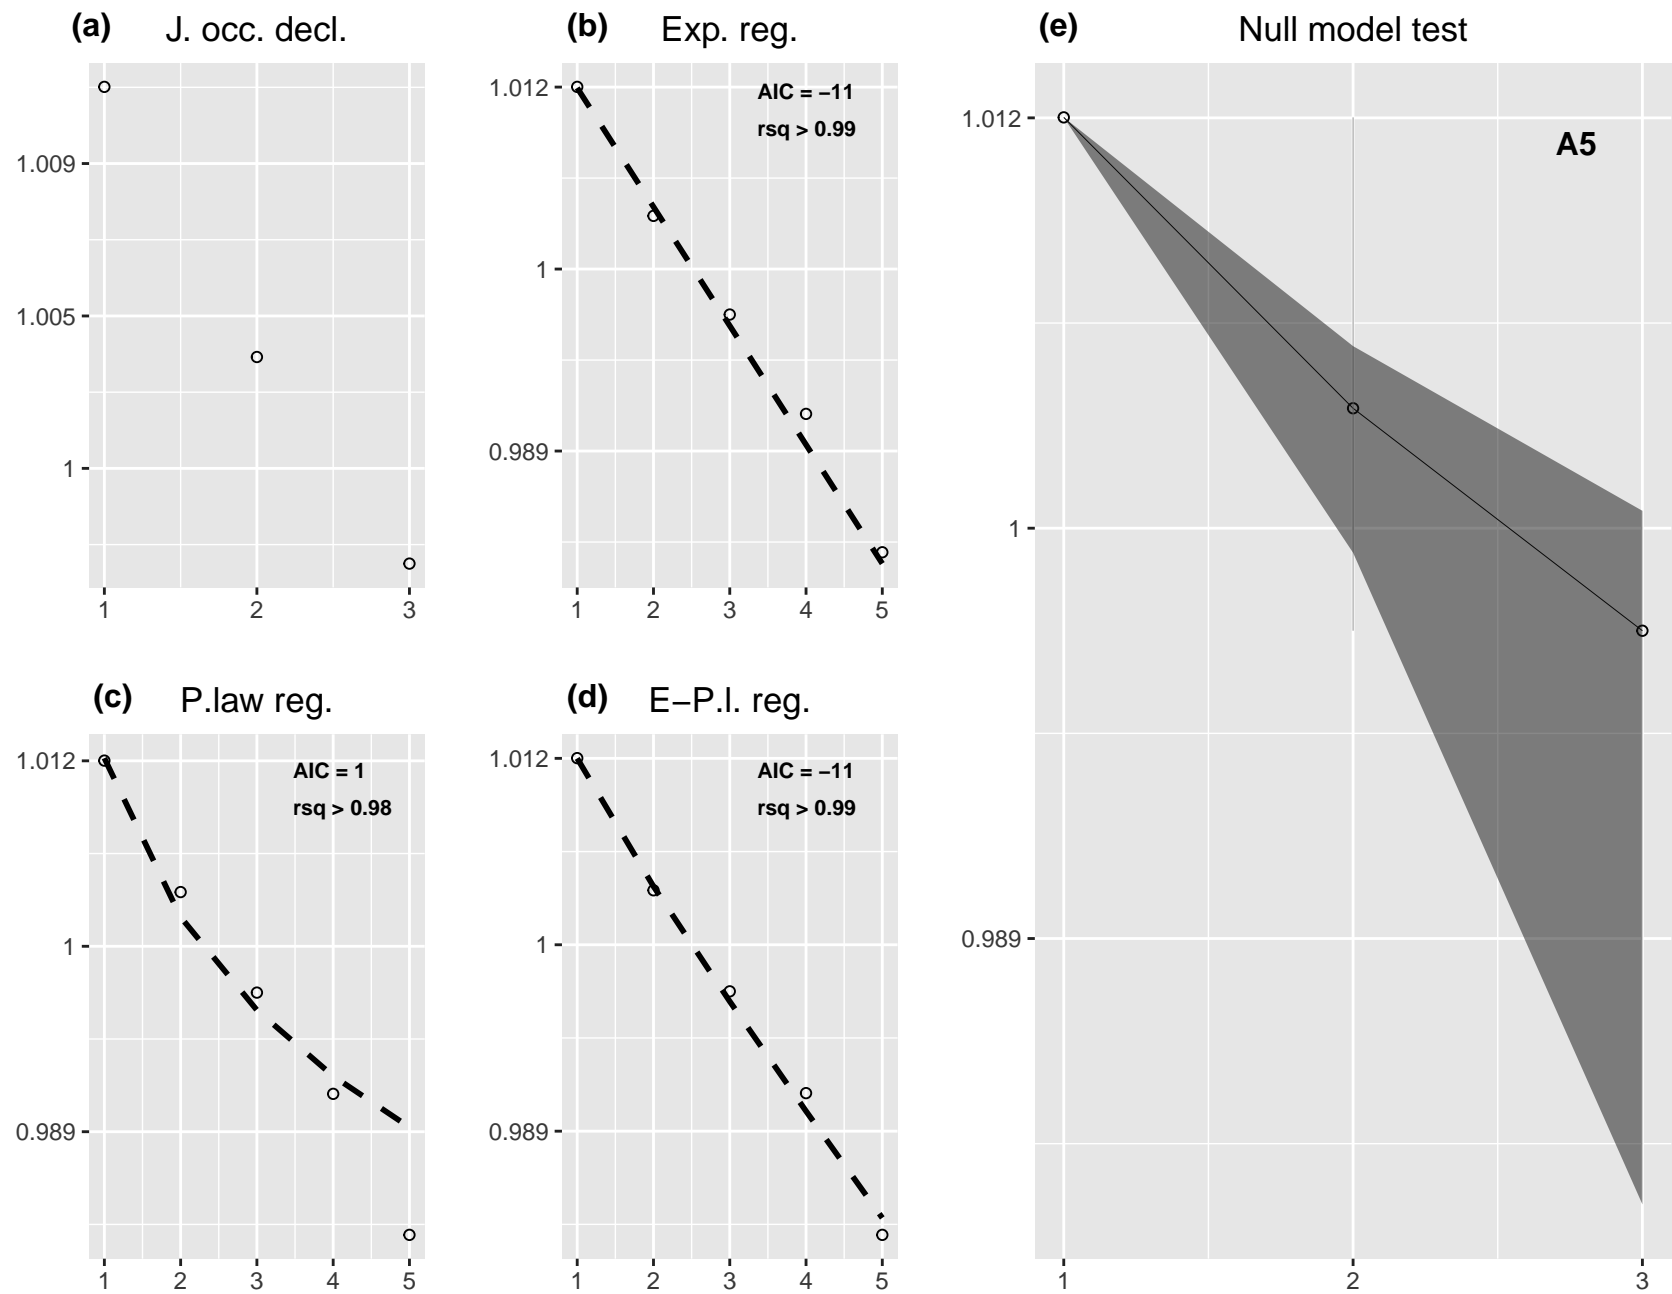 (a) J. occ. decl.
1.009
1.005
1
1 2 3
(b) Exp. reg.
AIC = −11
rsq > 0.99
1.012
1
0.989
1 2 3 4 5
(c) P.law reg.
AIC = 1
rsq > 0.98
1.012
1
0.989
1 2 3 4 5
(d) E−P.l. reg.
AIC = −11
rsq > 0.99
1.012
1
0.989
1 2 3 4 5
(e) Null model test
A5
1.012
1
0.989
1 2 3